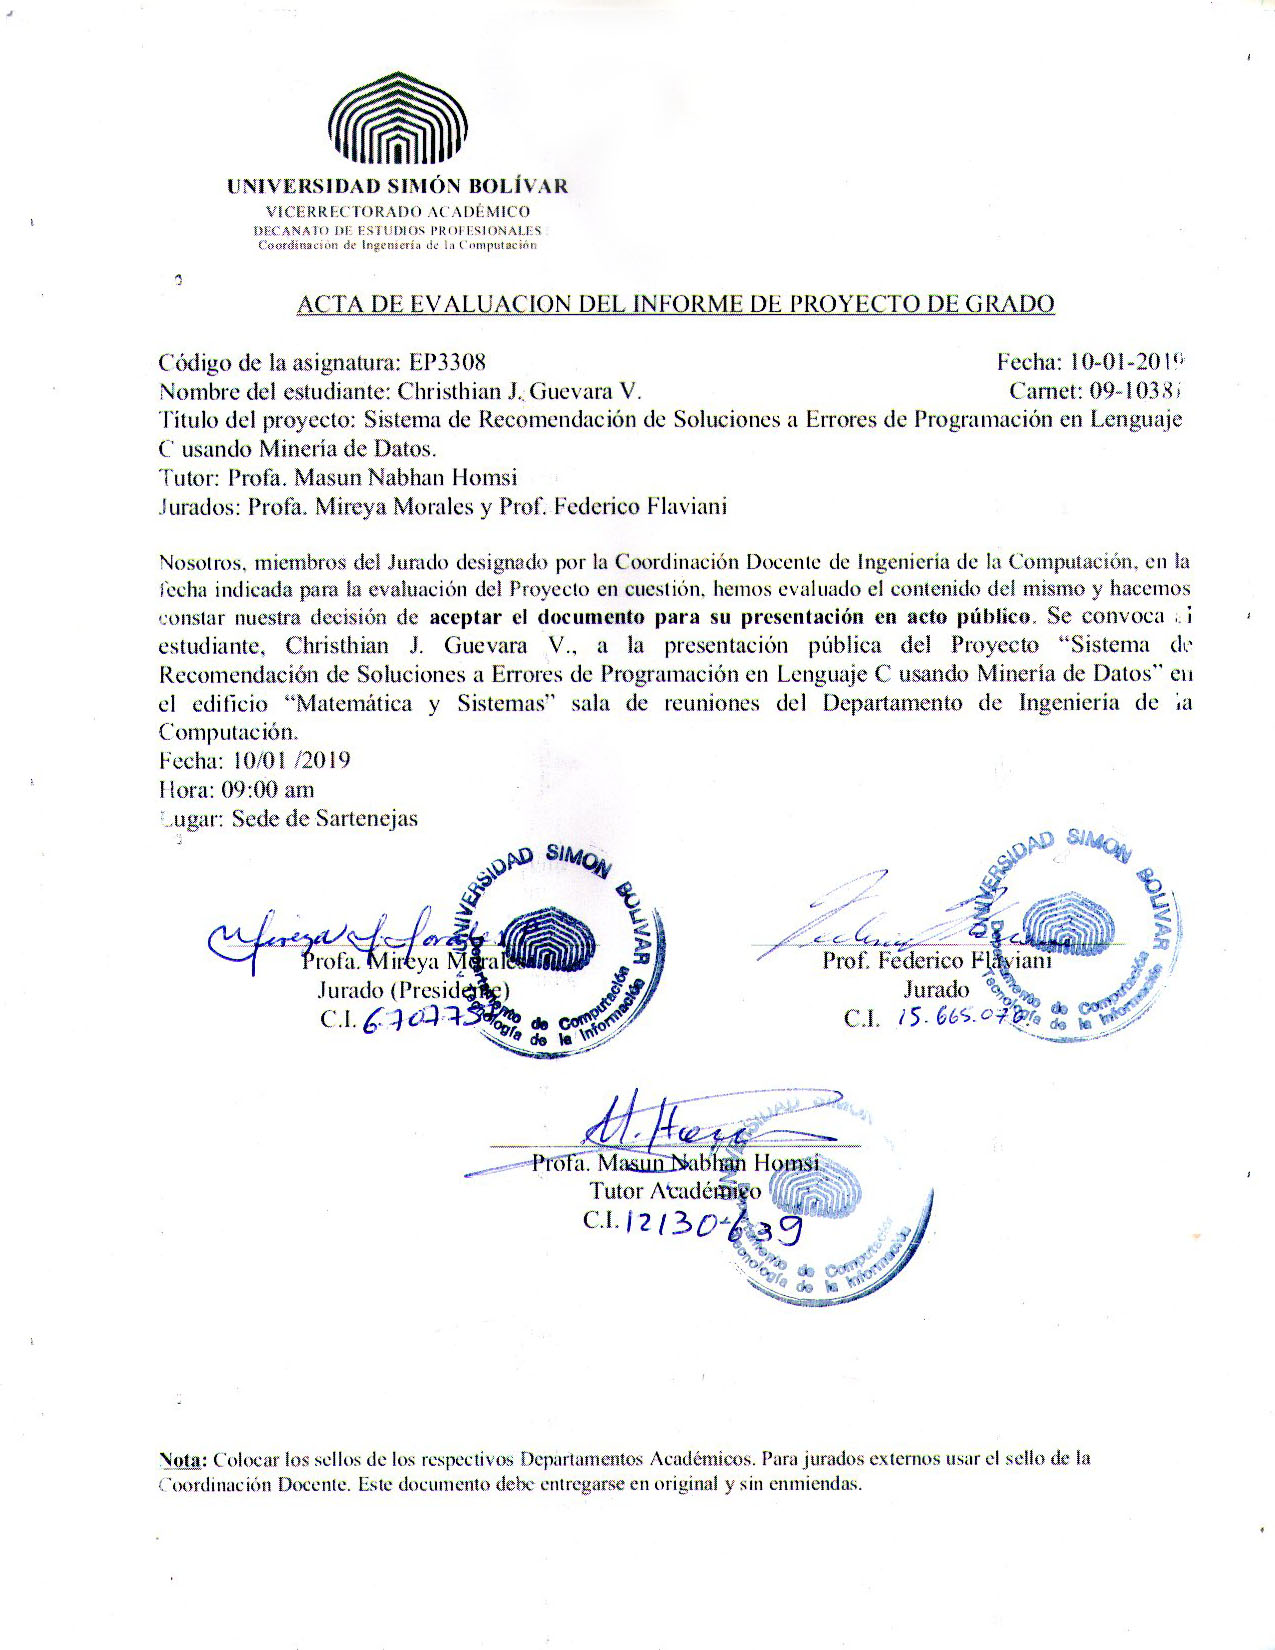 UNIVERSIDAD SIMÓN BOLÍVAR
VICERRECTORADO ACADÉMICO
DECANATO DE ESTUDIOS PROFESIONALES
Coordinación de Ingeniería de la Computación
ACTA DE EVALUACION DEL INFORME DE PROYECTO DE GRADO
Código de la asignatura: EP3308 Fecha: 10-01-2019
Nombre del estudiante: Christhian J. Guevara V. Carnet:
Título del proyecto: Sistema de Recomendación de Soluciones a Errores de Programación en Lenguaje
C usando Minería de Datos.
Tutor: Profa. Masun Nabhan Homsi
Jurados: Profa. Mireya Morales y Prof. Federico Flaviani
Nosotros, miembros del Jurado designado por la Coordinación Docente de Ingeniería de la Computación, en la
fecha indicada para la evaluación del Proyecto en cuestión, hemos evaluado el contenido del mismo y hacemos
constar nuestra decisión de aceptar el documento para su presentación en acto público. Se convoca al
estudiante, Christhian J. Guevara V., a la presentación pública del Proyecto “Sistema de
Recomendación de Soluciones a Errores de Programación en Lenguaje C usando Minería de Datos” en
el edificio “Matemática y Sistemas” sala de reuniones del Departamento de Ingeniería de la
Computación.
Fecha: 10/01 /2019
Hora: 09:00 am
Lugar: Sede de Sartenejas
UNIVERSIDAD SIMON BOLIVAR
Departamento de Computación
Tecnología de la Información
Profa. Mireya Morales
Jurado (Presidente)
C.I.
UNIVERSIDAD SIMON BOLIVAR
Departamento de Computación
Tecnología de la Información
Prof. Federico Flaviani
Jurado
C.I.
UNIVERSIDAD SIMON
Departamento de Computación
Tecnología de la Información
Profa. Masun Nabhan Homsi
Tutor Académico
C.I.
Nota: Colocar los sellos de los respectivos Departamentos Académicos. Para jurados externos usar el sello de la
Coordinación Docente. Este documento debe entregarse en original y sin enmiendas.